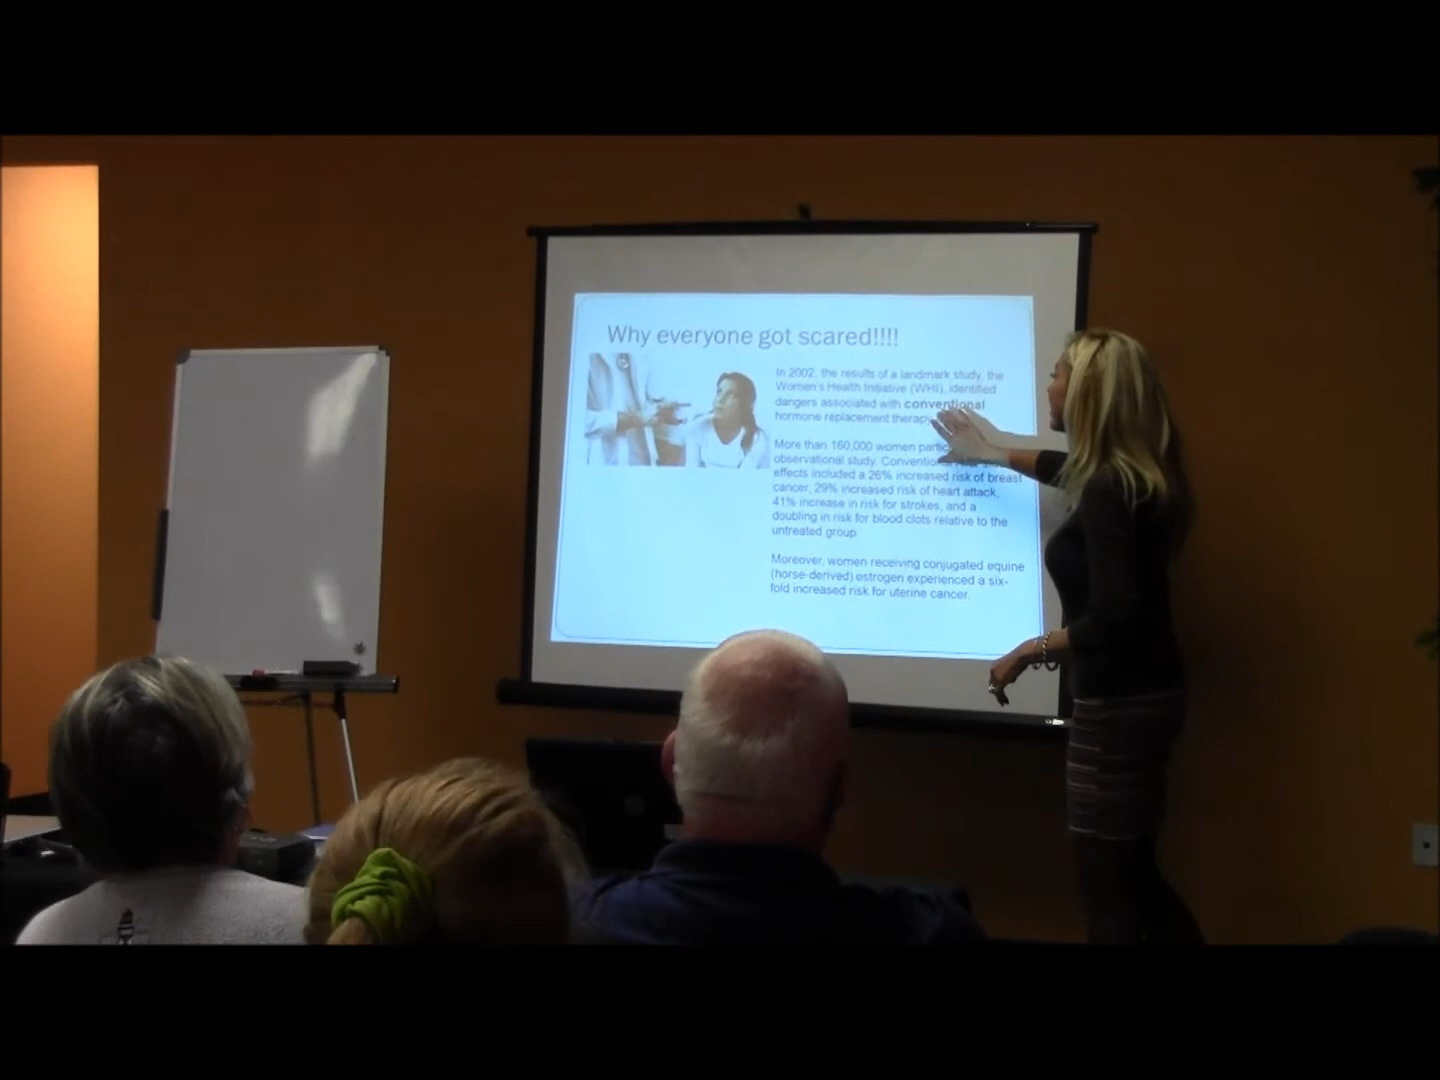 Why everyone got scared!!!!
In 2002, the results of a landmark study, the
Women's Health Initiative (WHI), identified
dangers associated with conventional
hormone replacement therapy
More than 160,000 women
observational study.
effects included a 26% increased risk of breast
cancer, 29% increased risk of heart attack,
41% increase in risk for strokes, and a
doubling in risk for blood clots relative to the
untreated group.
Moreover, women receiving conjugated equine
(horse-derived) estrogen experienced a six-
fold increased risk for uterine cancer.